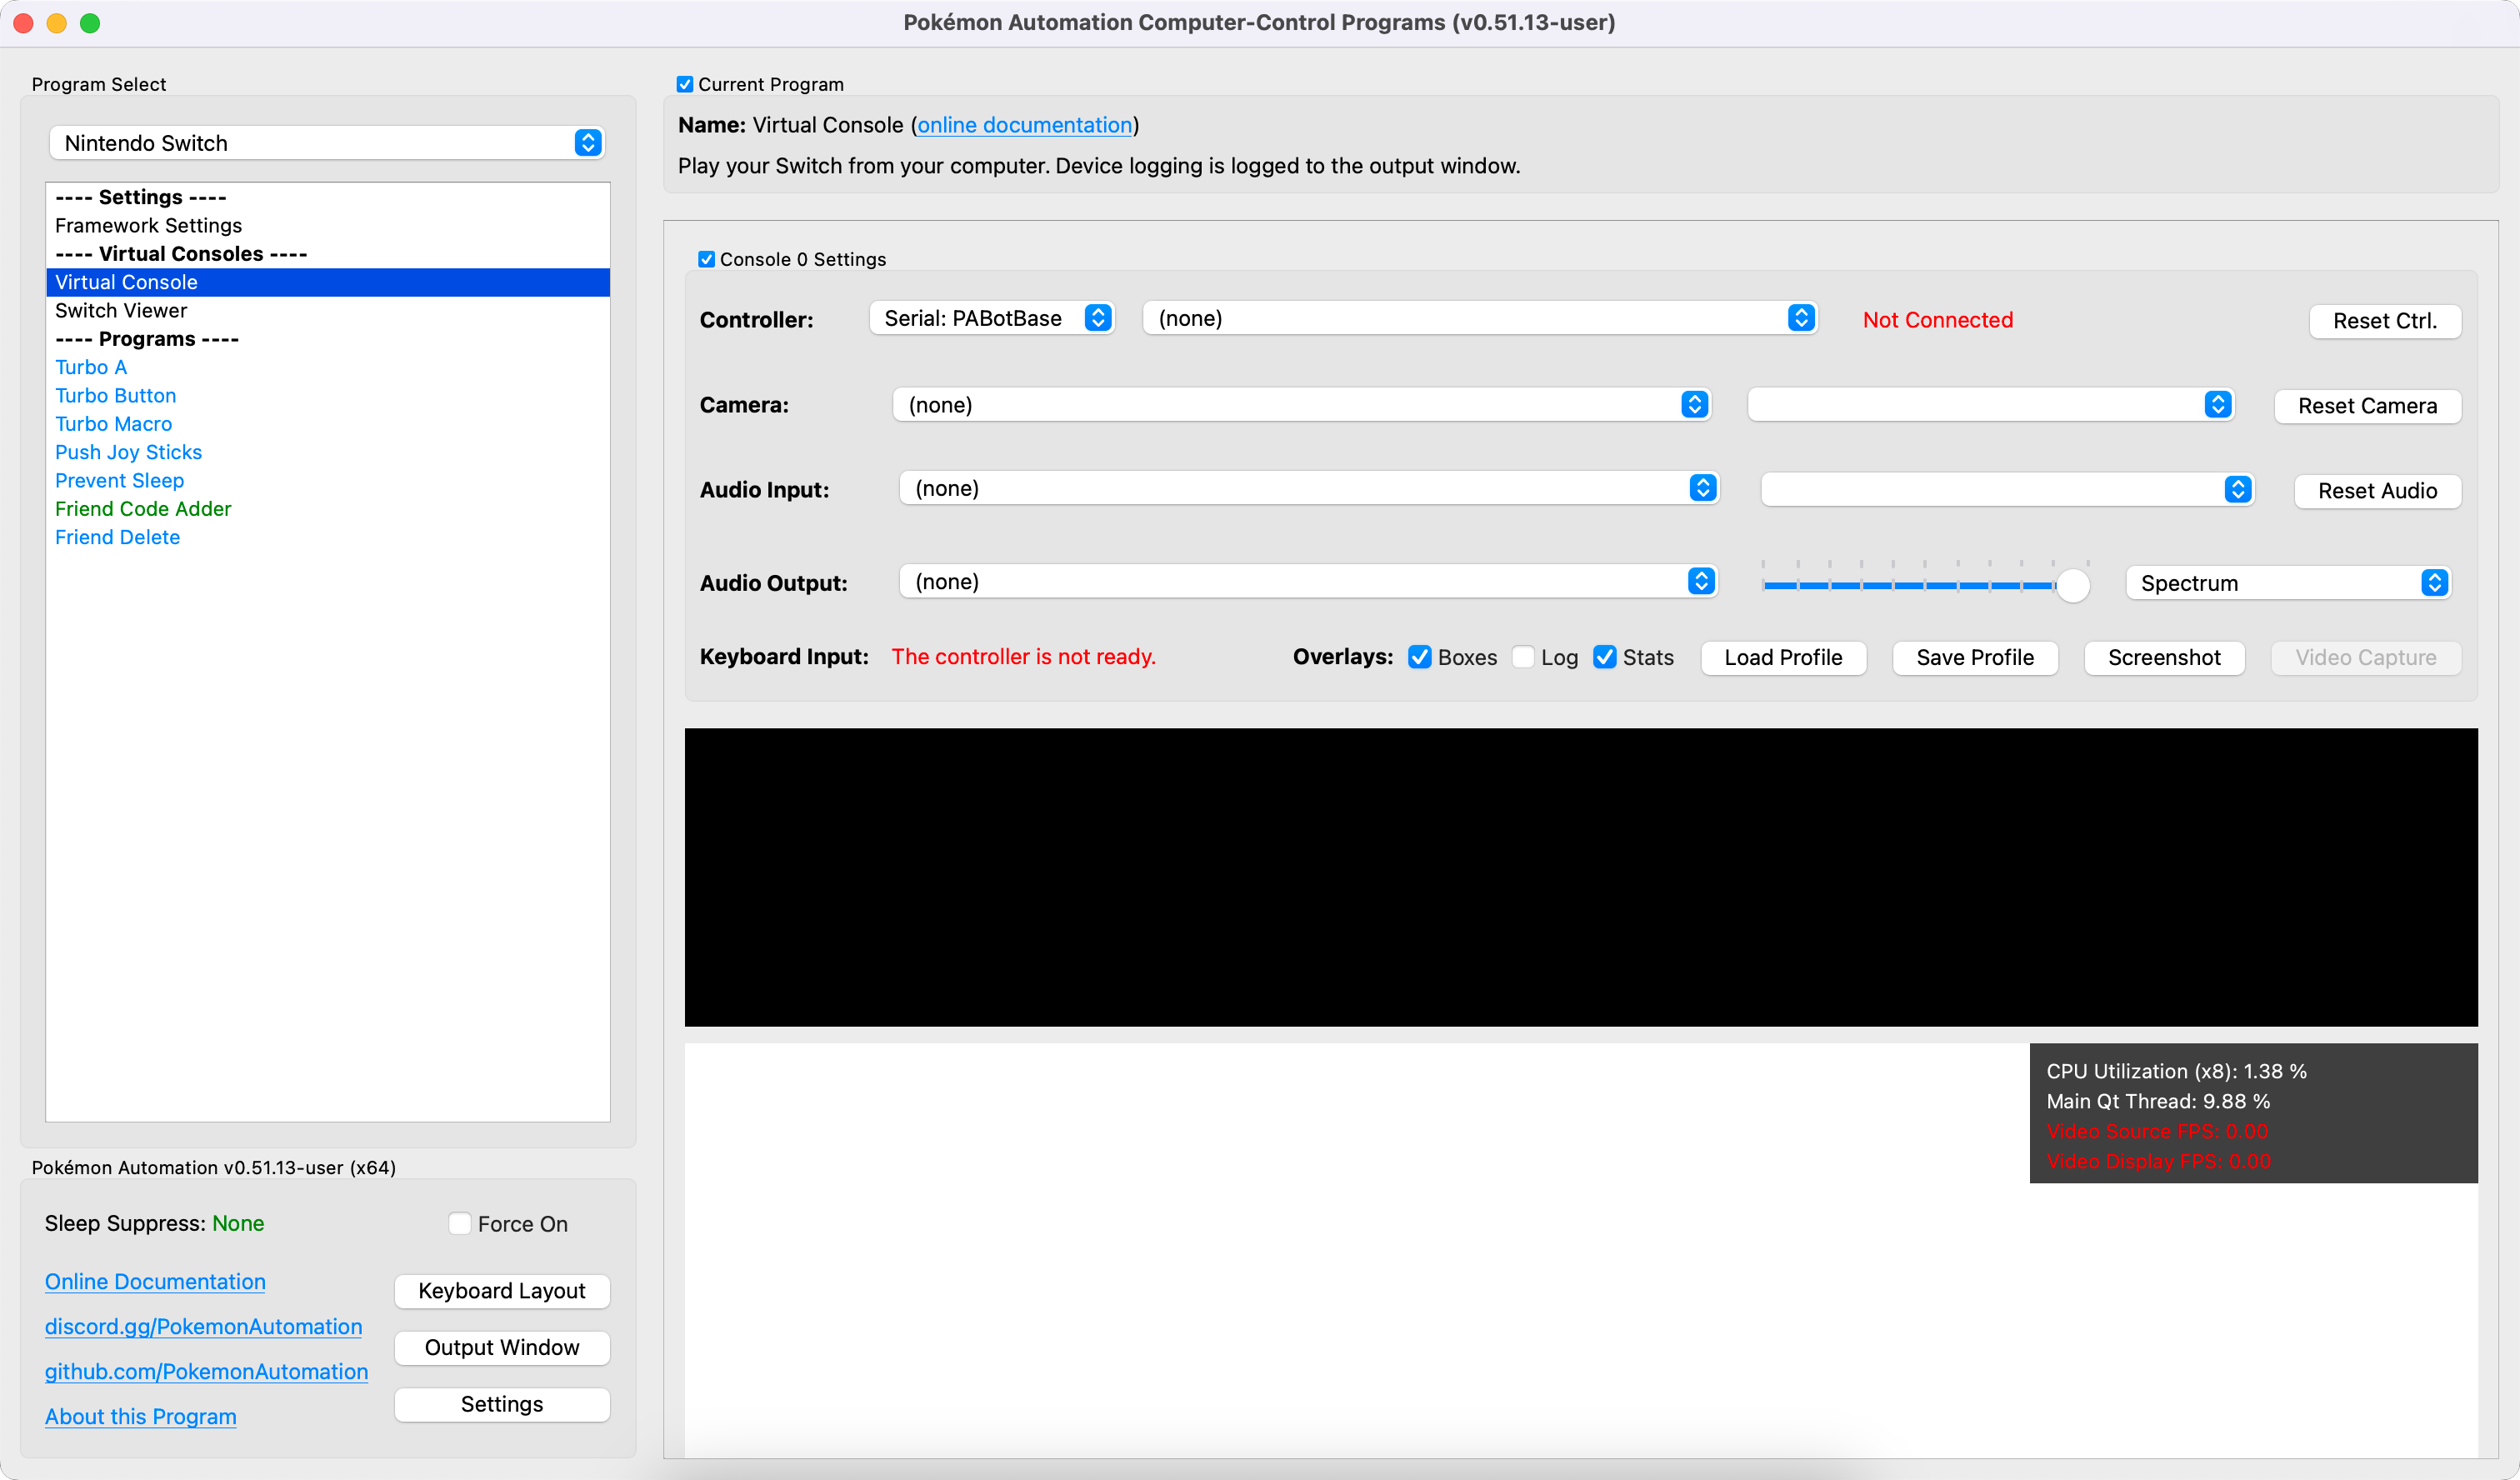 Pokémon Automation Computer-Control Programs (v0.51.13-user)
Program Select
Nintendo Switch
---- Settings ----
Framework Settings
---- Virtual Consoles ----
Virtual Console
Switch Viewer
---- Programs ----
Turbo A
Turbo Button
Turbo Macro
Push Joy Sticks
Prevent Sleep
Friend Code Adder
Friend Delete
Pokémon Automation v0.51.13-user (x64)
Sleep Suppress: None
Force On
Online Documentation
discord.gg/PokemonAutomation
github.com/PokemonAutomation
About this Program
Keyboard Layout
Output Window
Settings
Current Program
Name: Virtual Console (online documentation)
Play your Switch from your computer. Device logging is logged to the output window.
Console 0 Settings
Controller: Serial: PABotBase (none) Not Connected Reset Ctrl.
Camera: (none) Reset Camera
Audio Input: (none) Reset Audio
Audio Output: (none) Spectrum
Keyboard Input: The controller is not ready. Overlays: Boxes Log Stats Load Profile Save Profile Screenshot Video Capture
CPU Utilization (x8): 1.38 %
Main Qt Thread: 9.88 %
Video Source FPS: 0.00
Video Display FPS: 0.00